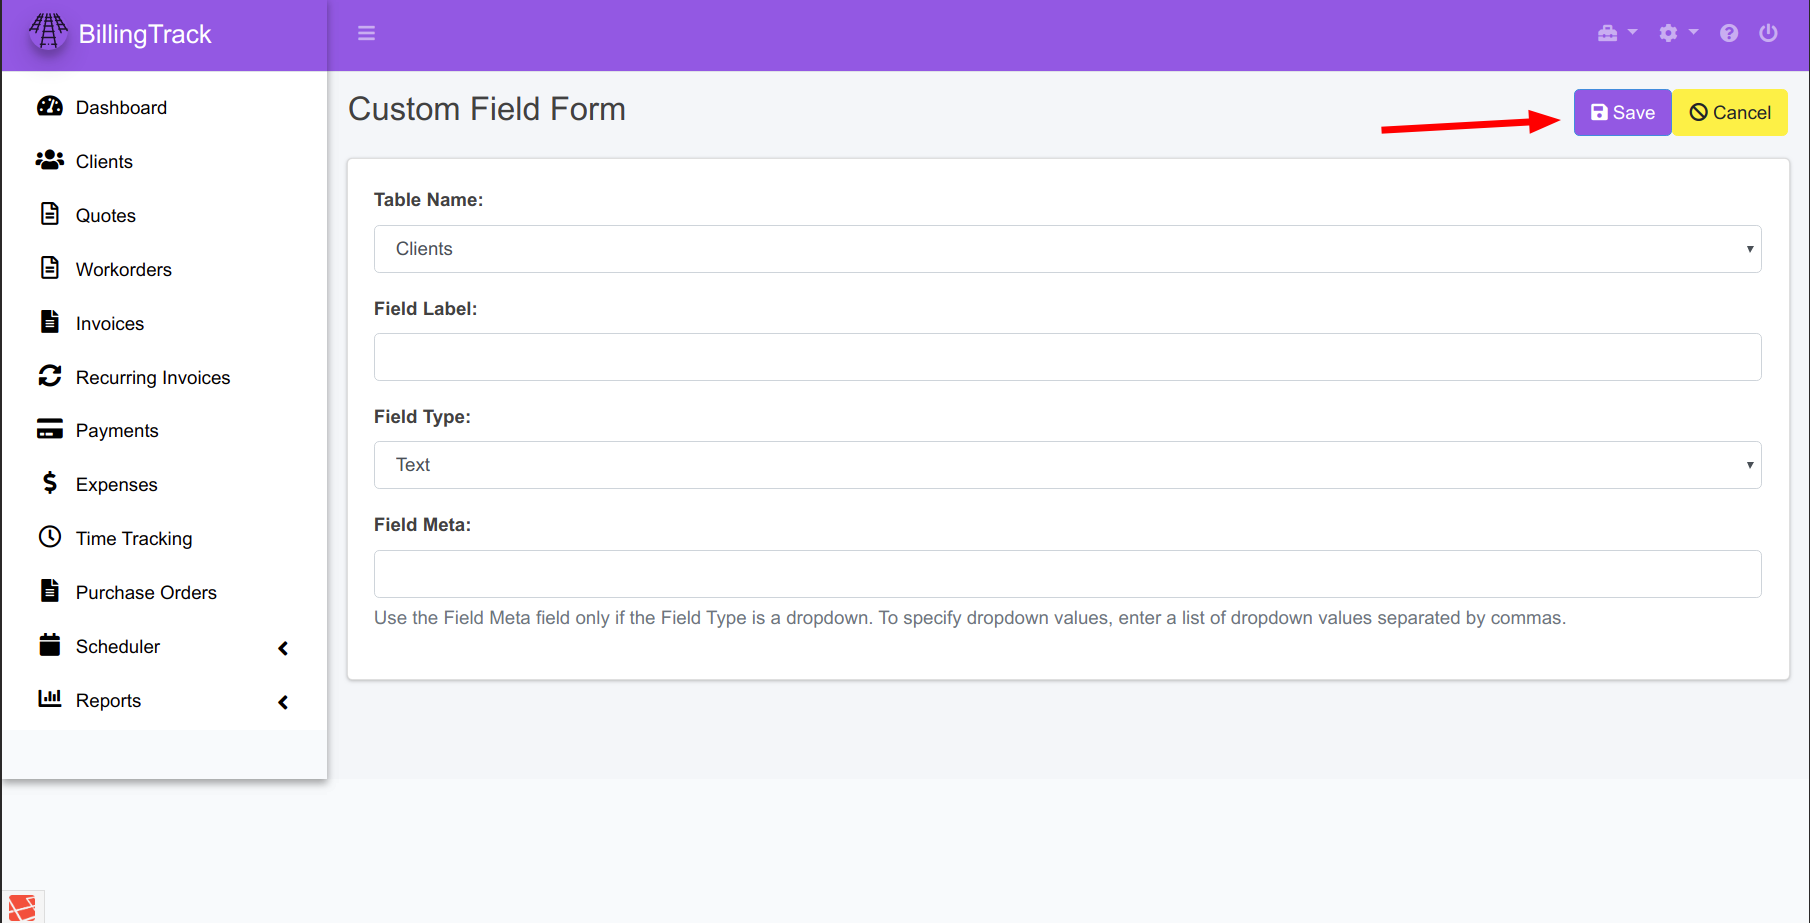 BillingTrack
Dashboard
Clients
Quotes
Workorders
Invoices
Recurring Invoices
Payments
Expenses
Time Tracking
Purchase Orders
Scheduler
Reports
Custom Field Form
Save
Cancel
Table Name:
Clients
Field Label:
Field Type:
Text
Field Meta:
Use the Field Meta field only if the Field Type is a dropdown. To specify dropdown values, enter a list of dropdown values separated by commas.